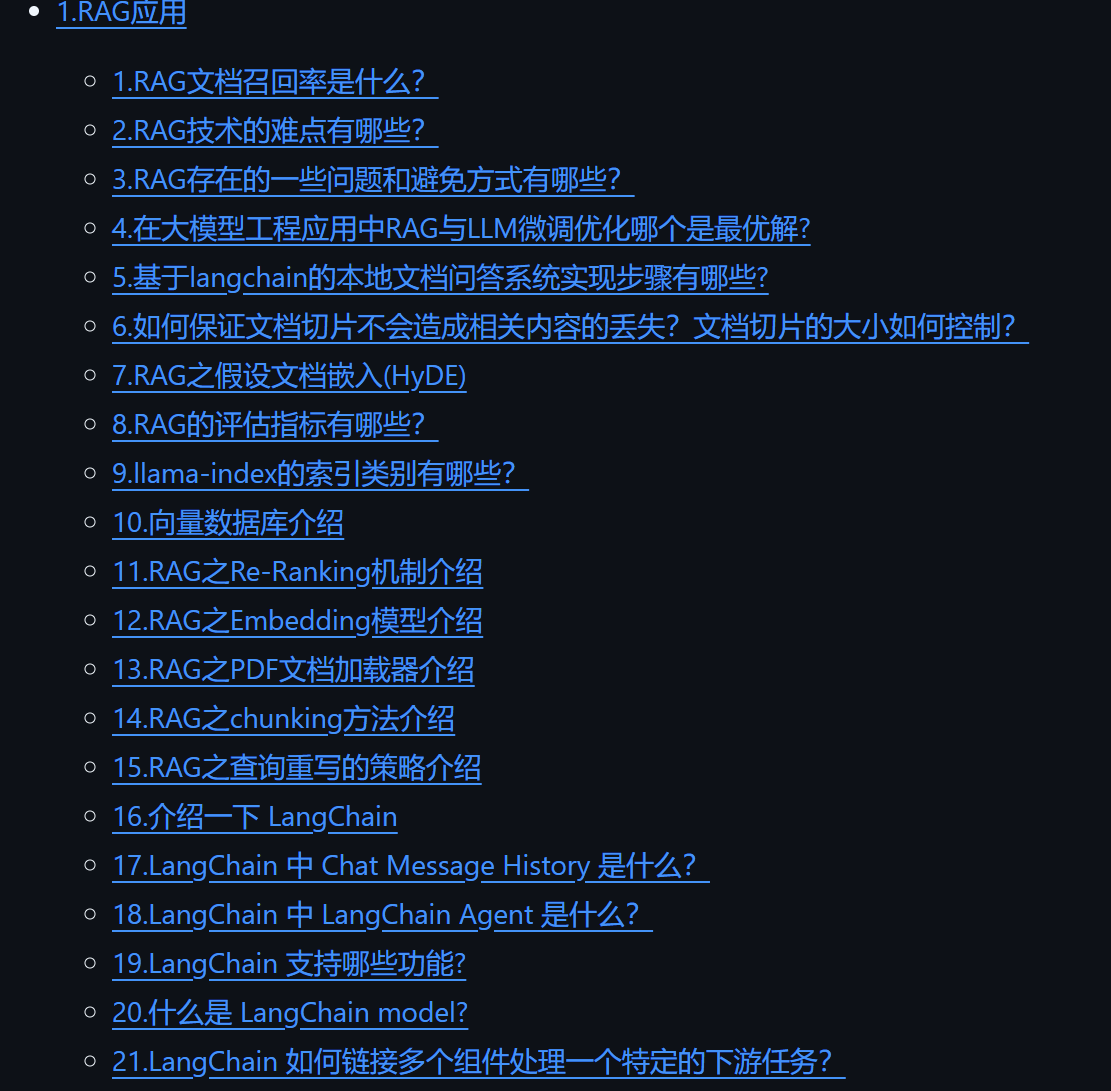 1.RAG应用
1.RAG文档召回率是什么？
2.RAG技术的难点有哪些？
3.RAG存在的一些问题和避免方式有哪些？
4.在大模型工程应用中RAG与LLM微调优化哪个是最优解?
5.基于langchain的本地文档问答系统实现步骤有哪些?
6.如何保证文档切片不会造成相关内容的丢失？文档切片的大小如何控制？
7.RAG之假设文档嵌入(HyDE)
8.RAG的评估指标有哪些？
9.llama-index的索引类别有哪些？
10.向量数据库介绍
11.RAG之Re-Ranking机制介绍
12.RAG之Embedding模型介绍
13.RAG之PDF文档加载器介绍
14.RAG之chunking方法介绍
15.RAG之查询重写的策略介绍
16.介绍一下 LangChain
17.LangChain 中 Chat Message History 是什么？
18.LangChain 中 LangChain Agent 是什么？
19.LangChain 支持哪些功能?
20.什么是 LangChain model?
21.LangChain 如何链接多个组件处理一个特定的下游任务？